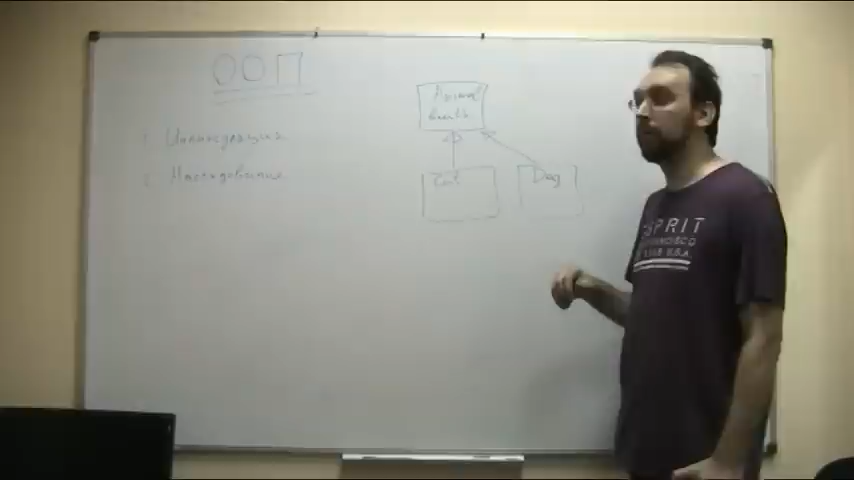 ООП
1. Инкапсуляция
2. Наследование
Animal
Cat
Dog
ESPRIT